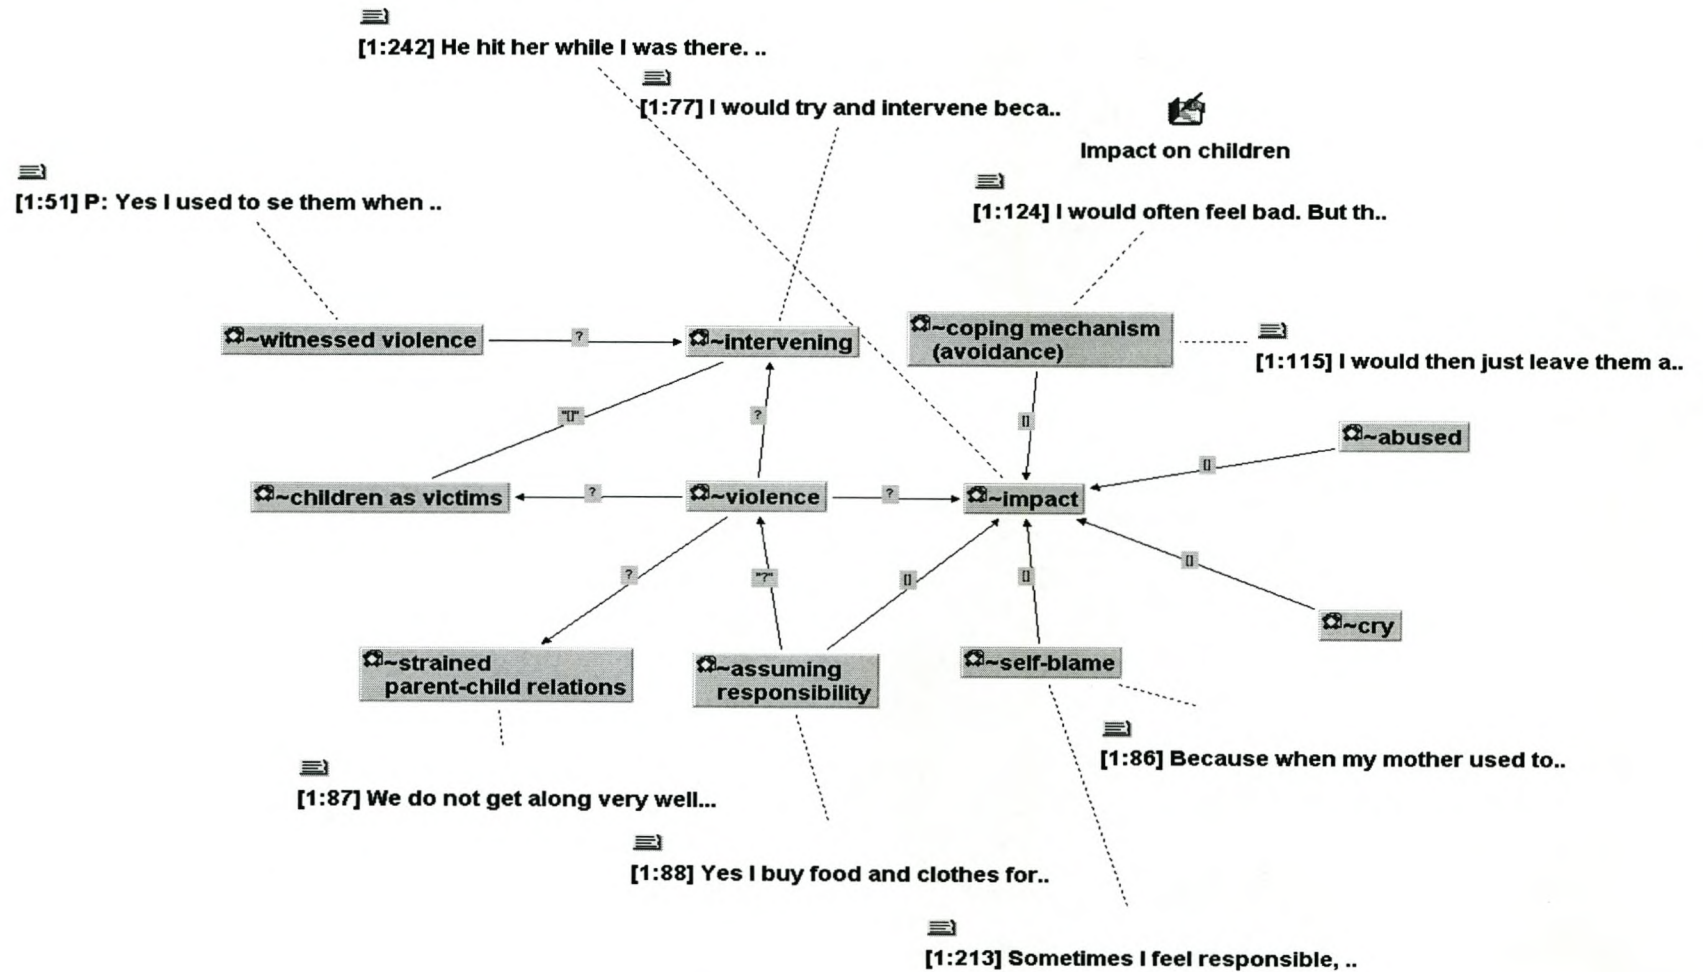 [1:242] He hit her while I was there. ..
[1:77] I would try and intervene beca..
Impact on children
[1:51] P: Yes I used to se them when ..
[1:124] I would often feel bad. But th..
~witnessed violence
?
~intervening
~coping mechanism
(avoidance)
[1:115] I would then just leave them a..
"[]"
?
[]
~abused
[]
~children as victims
?
~violence
?
~impact
?
"?"
[]
[]
[]
~cry
~strained
parent-child relations
~assuming
responsibility
~self-blame
[1:86] Because when my mother used to..
[1:87] We do not get along very well...
[1:88] Yes I buy food and clothes for..
[1:213] Sometimes I feel responsible, ..